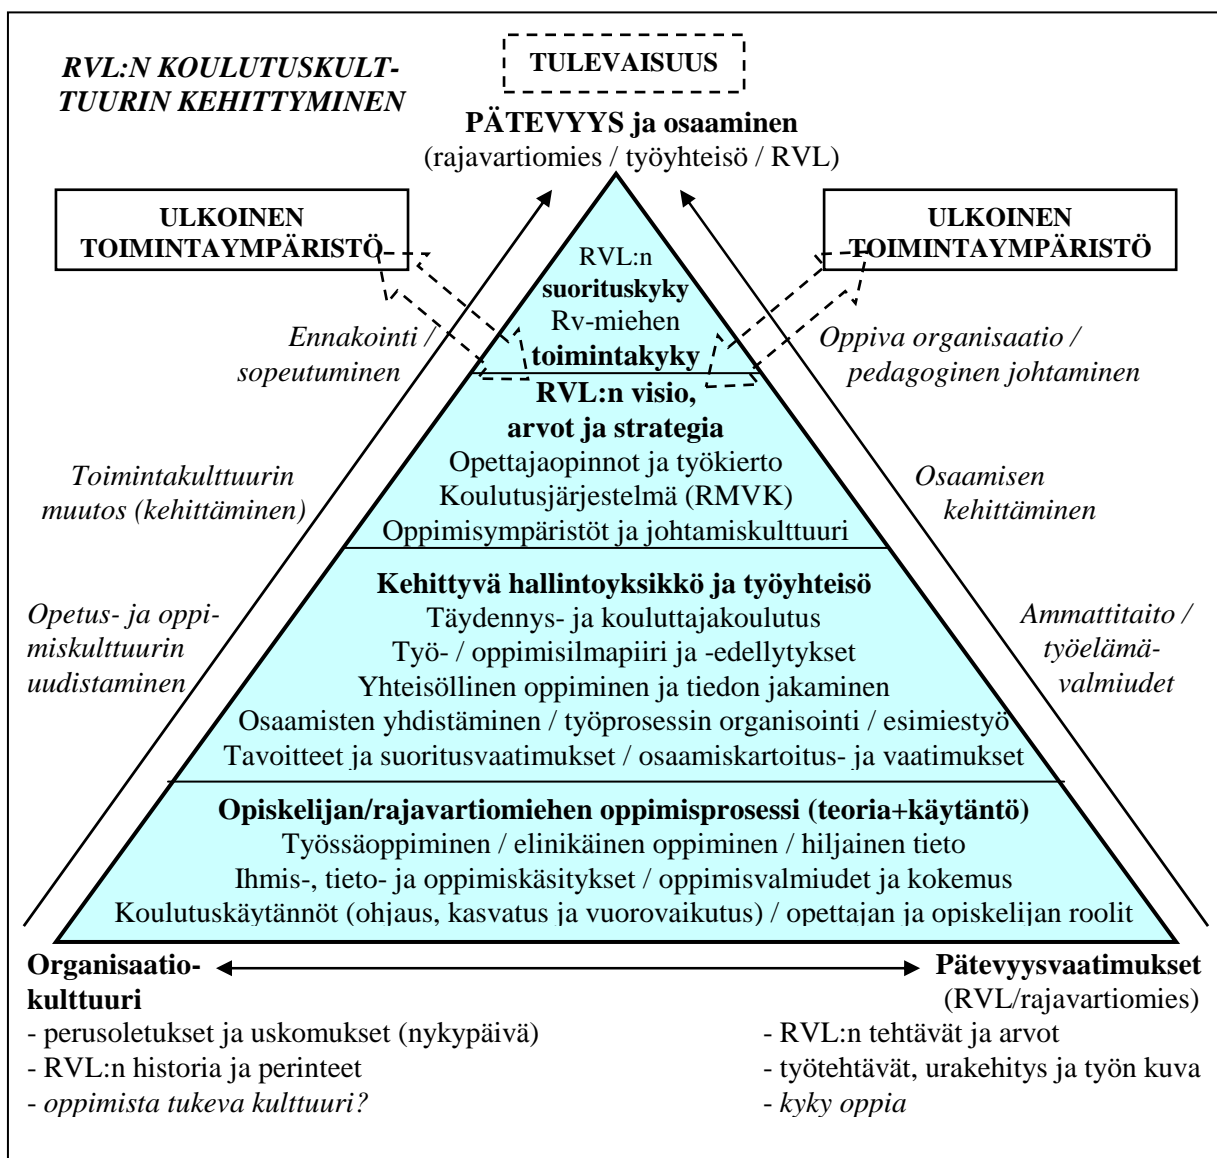 RVL:N KOULUTUSKULT-
TUURIN KEHITTYMINEN
TULEVAISUUS
PÄTEVYYS ja osaaminen
(rajavartiomies / työyhteisö / RVL)
ULKOINEN
TOIMINTAYMPÄRISTÖ
ULKOINEN
TOIMINTAYMPÄRISTÖ
RVL:n
suorituskyky
Rv-miehen
toimintakyky
Ennakointi /
sopeutuminen
Oppiva organisaatio /
pedagoginen johtaminen
RVL:n visio,
arvot ja strategia
Opettajaopinnot ja työkierto
Koulutusjärjestelmä (RMVK)
Oppimisympäristöt ja johtamiskulttuuri
Toimintakulttuurin
muutos (kehittäminen)
Osaamisen
kehittäminen
Kehittyvä hallintoyksikkö ja työyhteisö
Täydennys- ja kouluttajakoulutus
Työ- / oppimisilmapiiri ja -edellytykset
Yhteisöllinen oppiminen ja tiedon jakaminen
Osaamisten yhdistäminen / työprosessin organisointi / esimiestyö
Tavoitteet ja suoritusvaatimukset / osaamiskartoitus- ja vaatimukset
Opetus- ja oppi-
miskulttuurin
uudistaminen
Ammattitaito /
työelämä-
valmiudet
Opiskelijan/rajavartiomiehen oppimisprosessi (teoria+käytäntö)
Työssäoppiminen / elinikäinen oppiminen / hiljainen tieto
Ihmis-, tieto- ja oppimiskäsitykset / oppimisvalmiudet ja kokemus
Koulutuskäytännöt (ohjaus, kasvatus ja vuorovaikutus) / opettajan ja opiskelijan roolit
Organisaatio-
kulttuuri
- perusoletukset ja uskomukset (nykypäivä)
- RVL:n historia ja perinteet
- oppimista tukeva kulttuuri?
Pätevyysvaatimukset
(RVL/rajavartiomies)
- RVL:n tehtävät ja arvot
- työtehtävät, urakehitys ja työn kuva
- kyky oppia